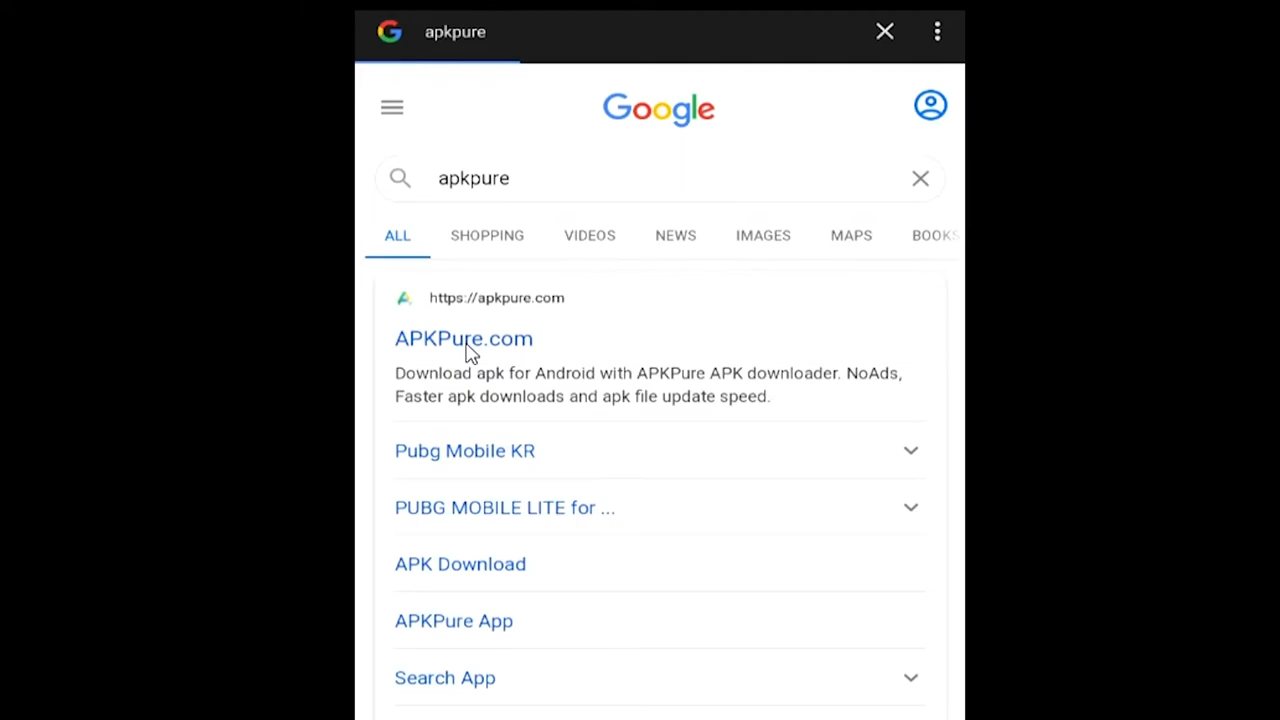 apkpure
Google
apkpure
ALL SHOPPING VIDEOS NEWS IMAGES MAPS BOOKS
https://apkpure.com
APKPure.com
Download apk for Android with APKPure APK downloader. NoAds,
Faster apk downloads and apk file update speed.
Pubg Mobile KR
PUBG MOBILE LITE for ...
APK Download
APKPure App
Search App